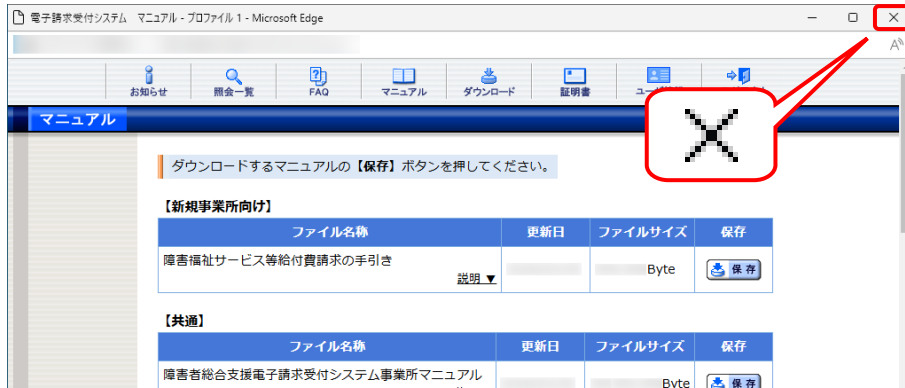 電子請求受付システム マニュアル - プロファイル 1 - Microsoft Edge
お知らせ 照会一覧 FAQ マニュアル ダウンロード 証明書
マニュアル
ダウンロードするマニュアルの【保存】ボタンを押してください。
【新規事業所向け】
ファイル名称 更新日 ファイルサイズ 保存
障害福祉サービス等給付費請求の手引き
説明 ▼ Byte 保存
【共通】
ファイル名称 更新日 ファイルサイズ 保存
障害者総合支援電子請求受付システム事業所マニュアル
Byte 保存